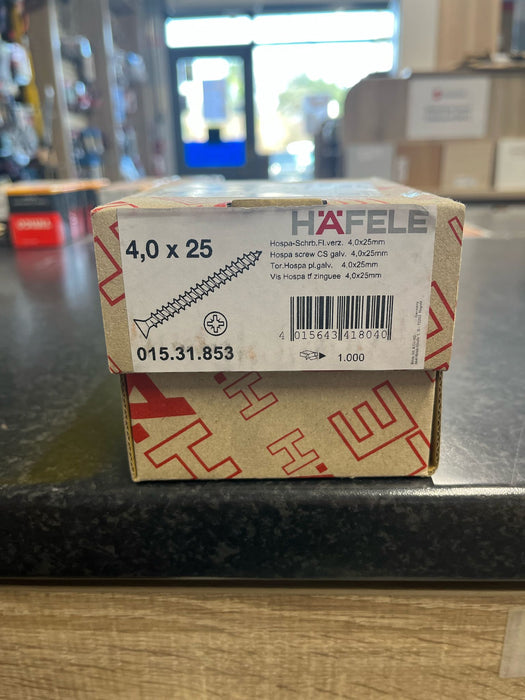 HÄFELE
4,0 x 25
Hospa-Schrb.Fl.verz. 4,0x25mm
Hospa screw CS galv. 4,0x25mm
Tor.Hospa pl.galv. 4,0x25mm
Vis Hospa tf zinguee 4,0x25mm
4 015643 418040
015.31.853
1.000